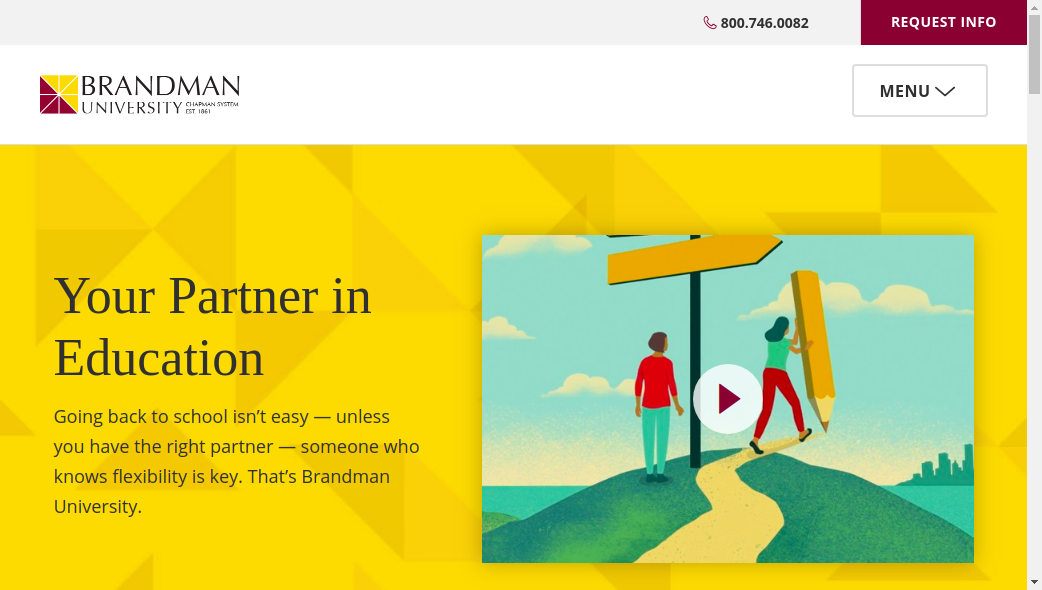 800.746.0082
REQUEST INFO
BRANDMAN
UNIVERSITY CHAPMAN SYSTEM
EST. 1861
MENU
Your Partner in
Education
Going back to school isn’t easy — unless
you have the right partner — someone who
knows flexibility is key. That’s Brandman
University.